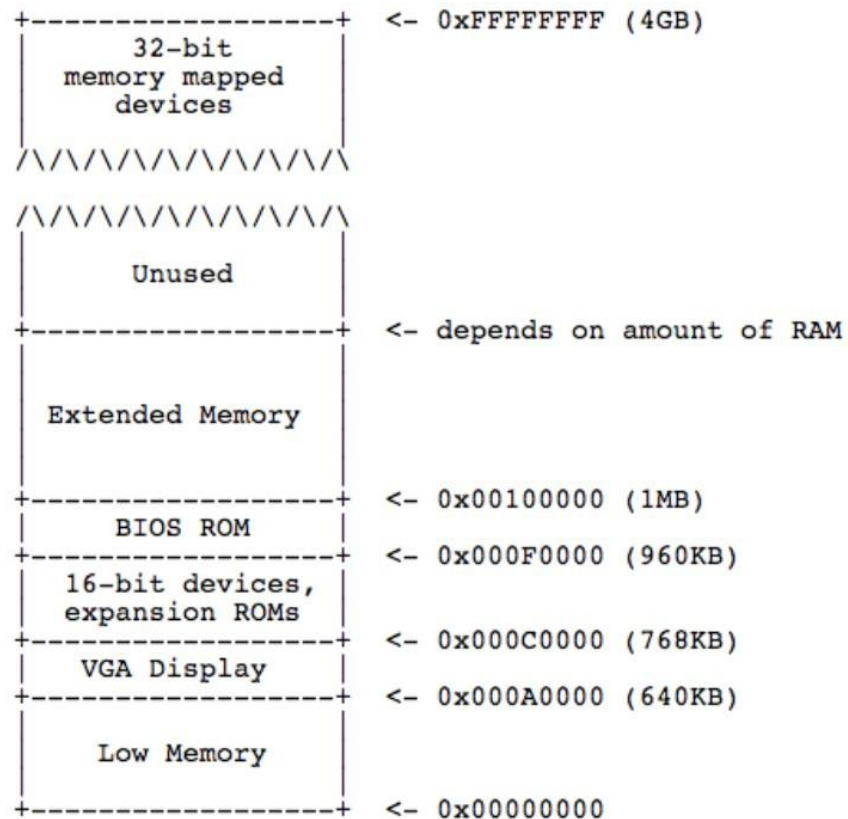 +------------------+  <- 0xFFFFFFFF (4GB)
|      32-bit      |
|  memory mapped   |
|     devices      |
|                  |
/\/\/\/\/\/\/\/\/\/\

/\/\/\/\/\/\/\/\/\/\
|                  |
|      Unused      |
|                  |
+------------------+  <- depends on amount of RAM
|                  |
|                  |
| Extended Memory  |
|                  |
|                  |
+------------------+  <- 0x00100000 (1MB)
|     BIOS ROM     |
+------------------+  <- 0x000F0000 (960KB)
|  16-bit devices, |
|  expansion ROMs  |
+------------------+  <- 0x000C0000 (768KB)
|   VGA Display    |
+------------------+  <- 0x000A0000 (640KB)
|                  |
|    Low Memory    |
|                  |
+------------------+  <- 0x00000000